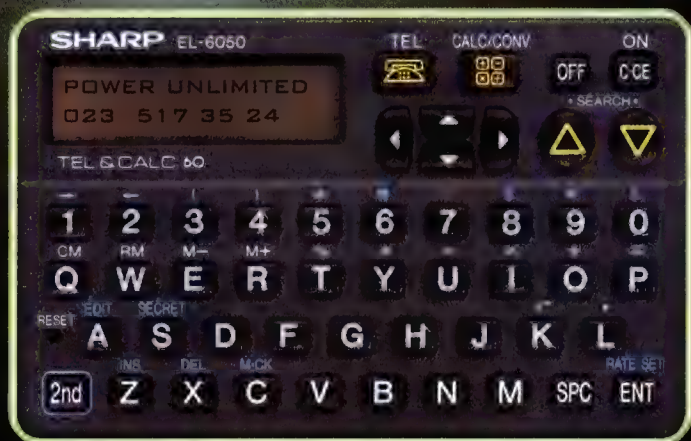 SHARP EL-6050
TEL CALC/CONV ON
OFF C·CE
POWER UNLIMITED
023 517 35 24
• SEARCH •
TEL & CALC 60
1 2 3 4 5 6 7 8 9 0
CM RM M− M+
Q W E R T Y U I O P
EDIT SECRET
RESET A S D F G H J K L
INS DEL M·CK RATE SET
2nd Z X C V B N M SPC ENT